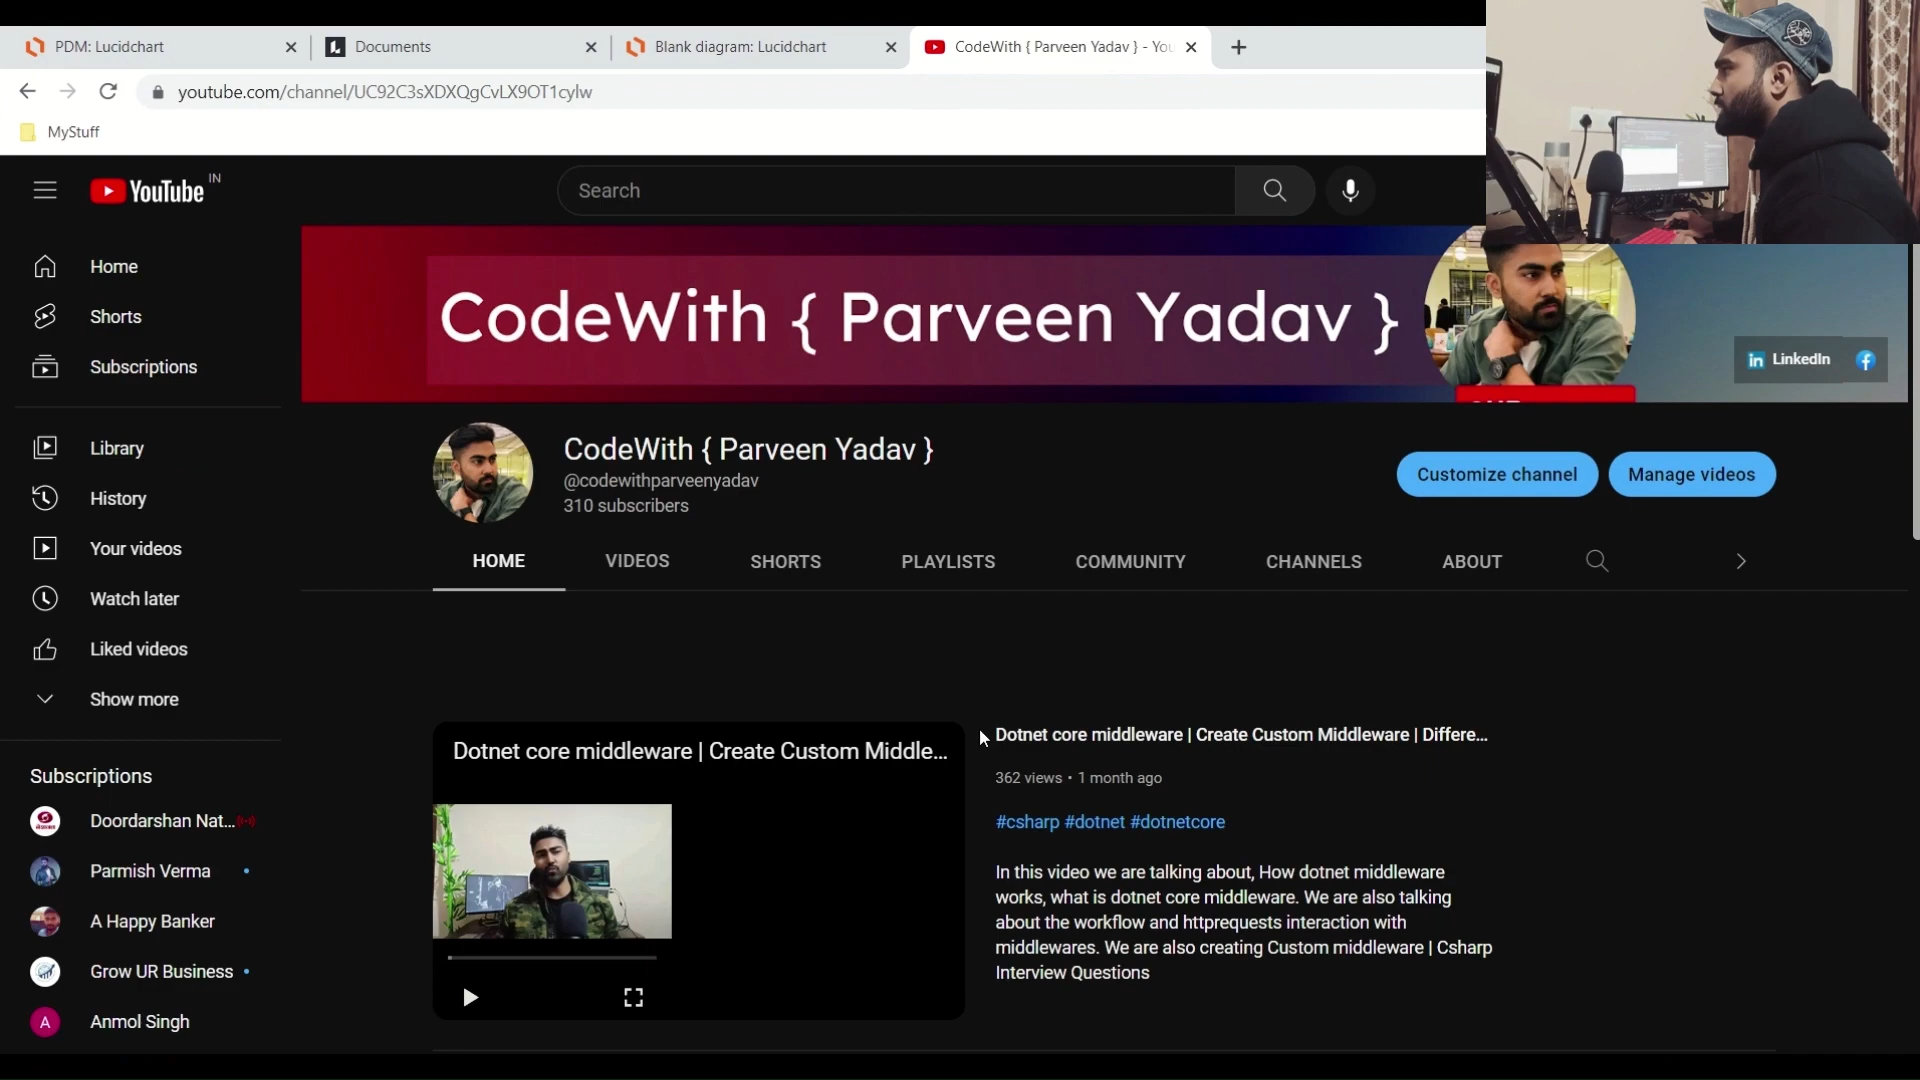 PDM: Lucidchart
Documents
Blank diagram: Lucidchart
CodeWith { Parveen Yadav } - You
youtube.com/channel/UC92C3sXDXQgCvLX9OT1cylw
MyStuff
YouTube IN
Search
Home
Shorts
Subscriptions
Library
History
Your videos
Watch later
Liked videos
Show more
Subscriptions
Doordarshan Nat...
Parmish Verma
A Happy Banker
Grow UR Business
A
Anmol Singh
CodeWith { Parveen Yadav }
LinkedIn
CodeWith { Parveen Yadav }
@codewithparveenyadav
310 subscribers
Customize channel
Manage videos
HOME
VIDEOS
SHORTS
PLAYLISTS
COMMUNITY
CHANNELS
ABOUT
Dotnet core middleware | Create Custom Middle...
Dotnet core middleware | Create Custom Middleware | Differe...
362 views • 1 month ago
#csharp #dotnet #dotnetcore
In this video we are talking about, How dotnet middleware
works, what is dotnet core middleware. We are also talking
about the workflow and httprequests interaction with
middlewares. We are also creating Custom middleware | Csharp
Interview Questions